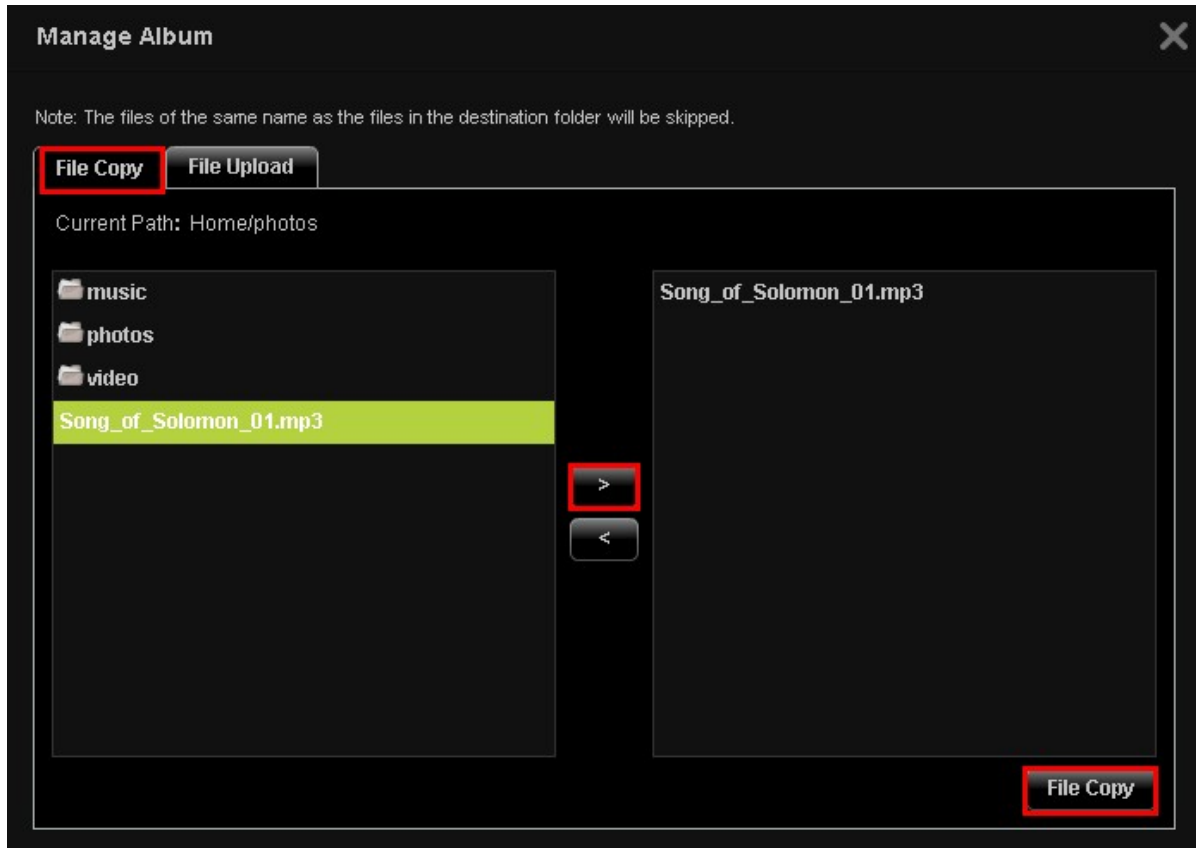 Manage Album
Note: The files of the same name as the files in the destination folder will be skipped.
File Copy
File Upload
Current Path: Home/photos
music
photos
video
Song_of_Solomon_01.mp3
>
<
Song_of_Solomon_01.mp3
File Copy